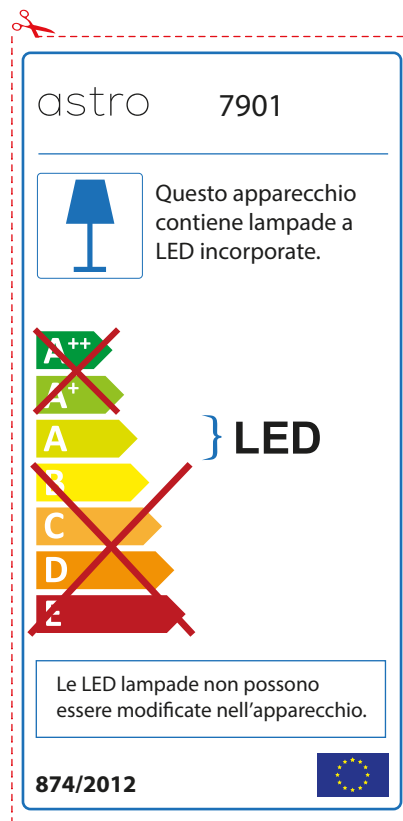 astro 7901
Questo apparecchio
contiene lampade a
LED incorporate.
A++
A+
A
B
C
D
E
LED
Le LED lampade non possono
essere modificate nell’apparecchio.
874/2012